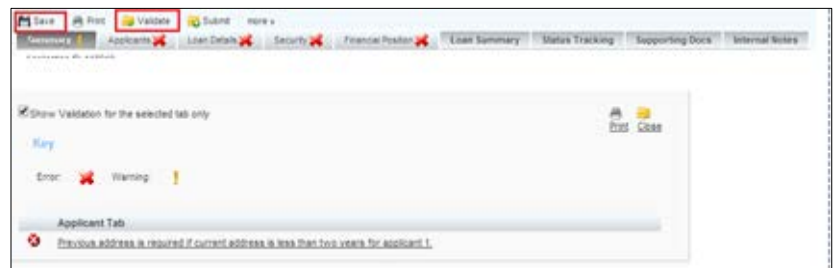 Save Print Validate Submit more »
Summary Applicants Loan Details Security Financial Position Loan Summary Status Tracking Supporting Docs Internal Notes
Show Validation for the selected tab only
Print Close
Key
Error: Warning:
Applicant Tab
Previous address is required if current address is less than two years for applicant 1.